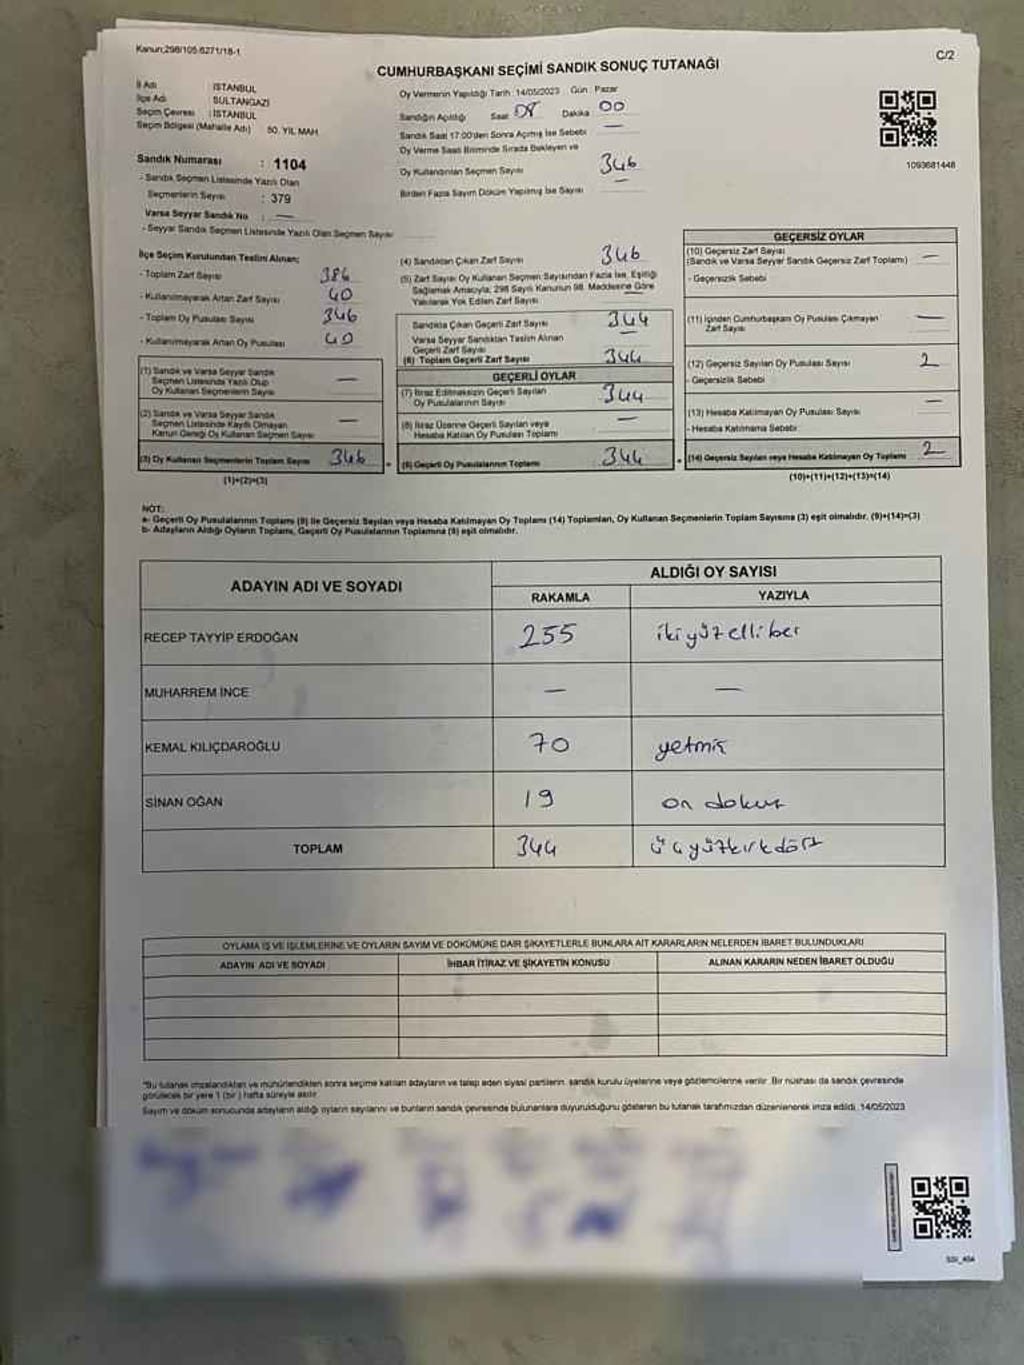 Kanun;298/105-6271/18-1
C/2
CUMHURBAŞKANI SEÇİMİ SANDIK SONUÇ TUTANAĞI
İl Adı : İSTANBUL
İlçe Adı : SULTANGAZİ
Seçim Çevresi : İSTANBUL
Seçim Bölgesi (Mahalle Adı) 50. YIL MAH.
Sandık Numarası : 1104
- Sandık Seçmen Listesinde Yazılı Olan
Seçmenlerin Sayısı : 379
Varsa Seyyar Sandık No : —
- Seyyar Sandık Seçmen Listesinde Yazılı Olan Seçmen Sayısı
Oy Vermenin Yapıldığı Tarih : 14/05/2023 Gün : Pazar
Sandığın Açıldığı Saat 08 Dakika 00
Sandık Saat 17:00'den Sonra Açılmış İse Sebebi —
Oy Verme Saati Bitiminde Sırada Bekleyen ve
Oy Kullandırılan Seçmen Sayısı 346
Birden Fazla Sayım Döküm Yapılmış İse Sayısı —
1093681448
İlçe Seçim Kurulundan Teslim Alınan;
- Toplam Zarf Sayısı 386
- Kullanılmayarak Artan Zarf Sayısı 40
- Toplam Oy Pusulası Sayısı 346
- Kullanılmayarak Artan Oy Pusulası 40
(1) Sandık ve Varsa Seyyar Sandık
Seçmen Listesinde Yazılı Olup
Oy Kullanan Seçmenlerin Sayısı —
(2) Sandık ve Varsa Seyyar Sandık
Seçmen Listesinde Kayıtlı Olmayan
Kanun Gereği Oy Kullanan Seçmen Sayısı —
(3) Oy Kullanan Seçmenlerin Toplam Sayısı 346
(1)+(2)=(3)
(4) Sandıktan Çıkan Zarf Sayısı 346
(5) Zarf Sayısı Oy Kullanan Seçmen Sayısından Fazla İse, Eşitliği
Sağlamak Amacıyla; 298 Sayılı Kanunun 98. Maddesine Göre
Yakılarak Yok Edilen Zarf Sayısı —
Sandıkta Çıkan Geçerli Zarf Sayısı 344
Varsa Seyyar Sandıktan Teslim Alınan
Geçerli Zarf Sayısı —
(6) Toplam Geçerli Zarf Sayısı 344
GEÇERLİ OYLAR
(7) İtiraz Edilmeksizin Geçerli Sayılan
Oy Pusulalarının Sayısı 344
(8) İtiraz Üzerine Geçerli Sayılan veya
Hesaba Katılan Oy Pusulası Toplamı —
(9) Geçerli Oy Pusulalarının Toplamı 344
GEÇERSİZ OYLAR
(10) Geçersiz Zarf Sayısı
(Sandık ve Varsa Seyyar Sandık Geçersiz Zarf Toplamı) —
- Geçersizlik Sebebi
(11) İçinden Cumhurbaşkanı Oy Pusulası Çıkmayan
Zarf Sayısı —
(12) Geçersiz Sayılan Oy Pusulası Sayısı 2
- Geçersizlik Sebebi
(13) Hesaba Katılmayan Oy Pusulası Sayısı —
- Hesaba Katılmama Sebebi
(14) Geçersiz Sayılan veya Hesaba Katılmayan Oy Toplamı 2
(10)+(11)+(12)+(13)=(14)
NOT:
a- Geçerli Oy Pusulalarının Toplamı (9) ile Geçersiz Sayılan veya Hesaba Katılmayan Oy Toplamı (14) Toplamları, Oy Kullanan Seçmenlerin Toplam Sayısına (3) eşit olmalıdır. (9)+(14)=(3)
b- Adayların Aldığı Oyların Toplamı, Geçerli Oy Pusulalarının Toplamına (9) eşit olmalıdır.
ADAYIN ADI VE SOYADI ALDIĞI OY SAYISI
RAKAMLA YAZIYLA
RECEP TAYYİP ERDOĞAN 255 ikiyüzelliber
MUHARREM İNCE — —
KEMAL KILIÇDAROĞLU 70 yetmiş
SİNAN OĞAN 19 on dokuz
TOPLAM 344 üçyüzkırkdört
OYLAMA İŞ VE İŞLEMLERİNE VE OYLARIN SAYIM VE DÖKÜMÜNE DAİR ŞİKAYETLERLE BUNLARA AİT KARARLARIN NELERDEN İBARET BULUNDUKLARI
ADAYIN ADI VE SOYADI İHBAR İTİRAZ VE ŞİKAYETİN KONUSU ALINAN KARARIN NEDEN İBARET OLDUĞU
*Bu tutanak imzalandıktan ve mühürlendikten sonra seçime katılan adayların ve talep eden siyasi partilerin, sandık kurulu üyelerine veya gözlemcilerine verilir. Bir nüshası da sandık çevresinde
görülecek bir yere 1 (bir) hafta süreyle asılır.
Sayım ve döküm sonucunda adayların aldığı oyların sayılarını ve bunların sandık çevresinde bulunanlara duyurulduğunu gösteren bu tutanak tarafımızdan düzenlenerek imza edildi. 14/05/2023